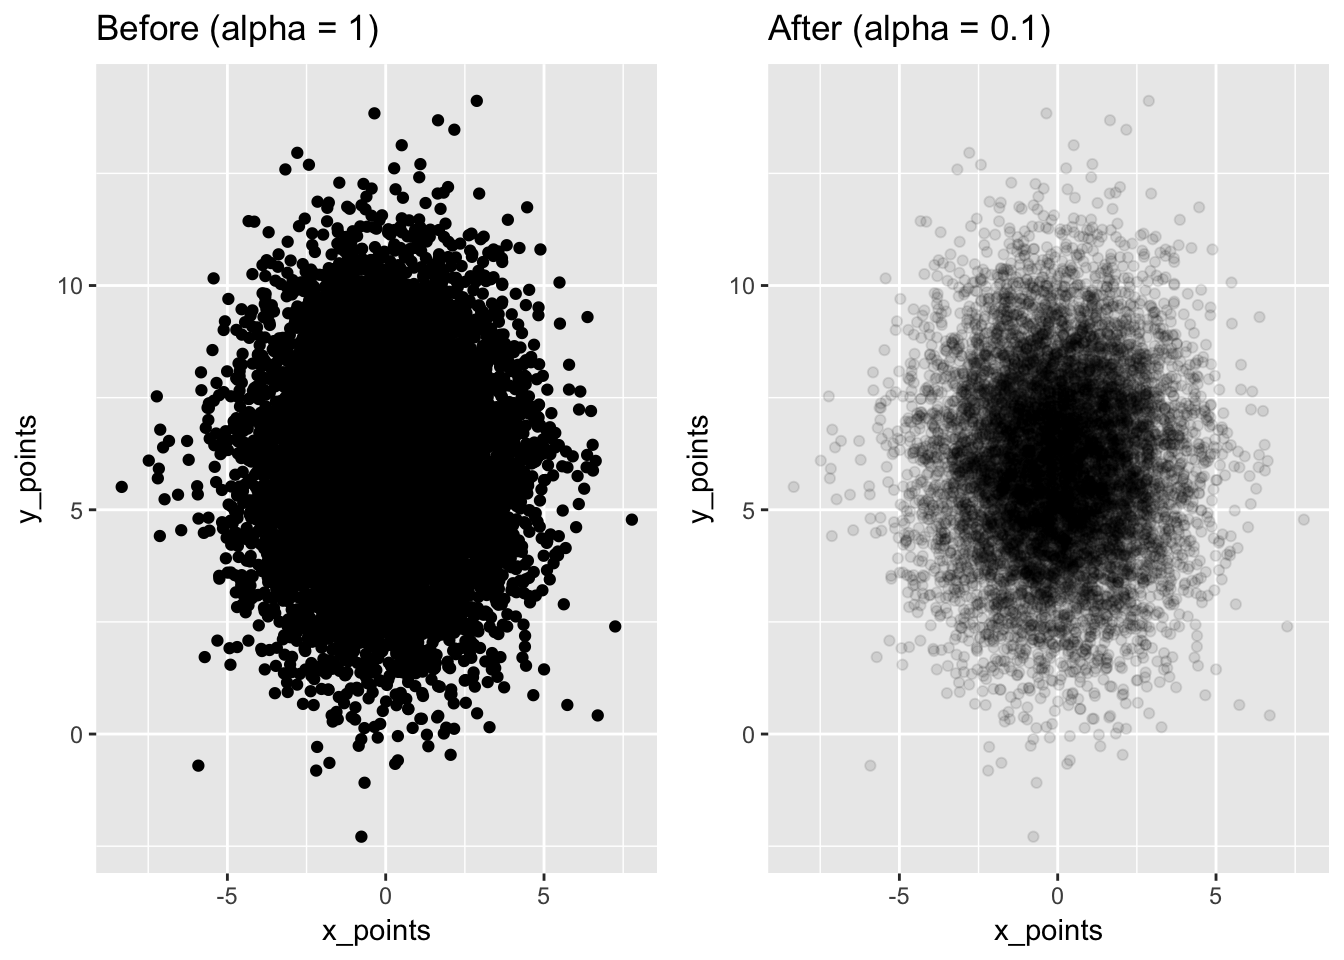 Before (alpha = 1)
10
5
0
-5
0
5
x_points
y_points
After (alpha = 0.1)
10
5
0
-5
0
5
x_points
y_points